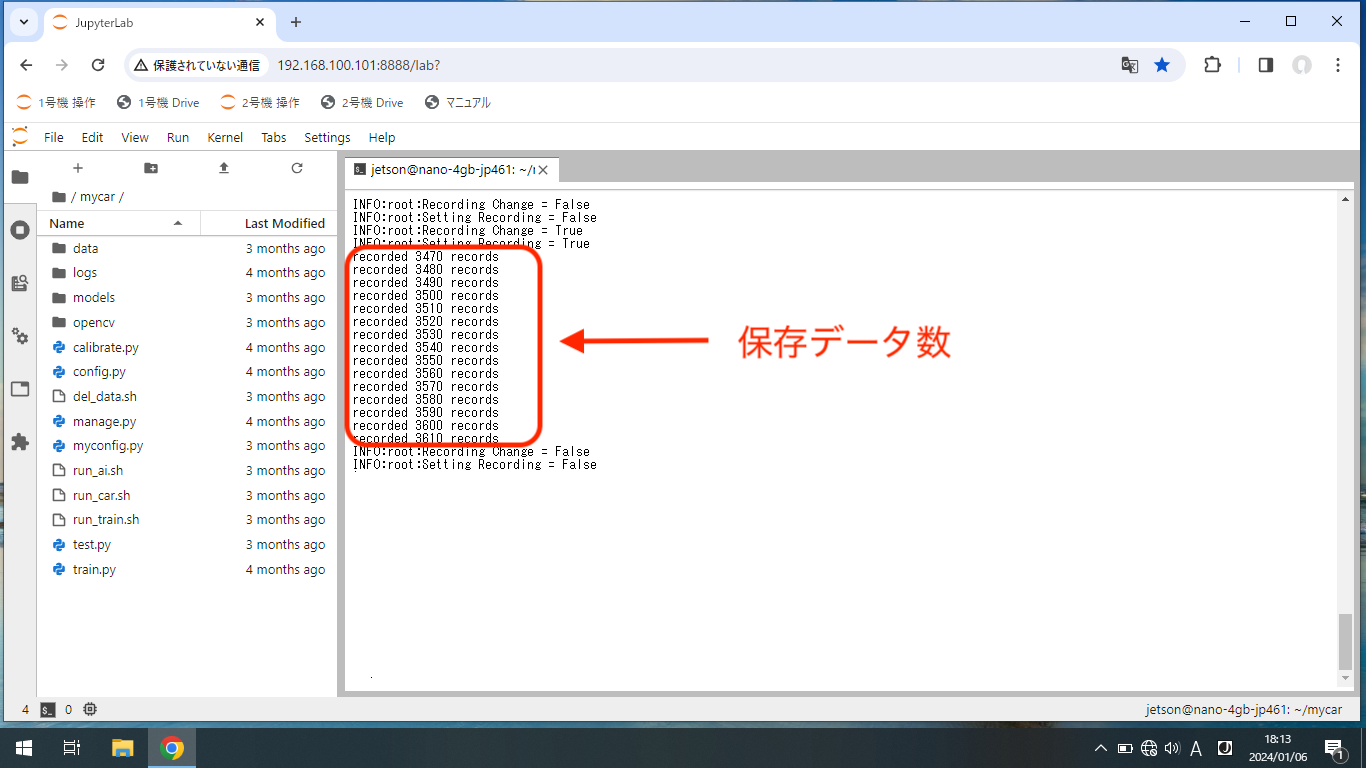 JupyterLab
保護されていない通信 192.168.100.101:8888/lab?
1号機 操作 1号機 Drive 2号機 操作 2号機 Drive マニュアル
File Edit View Run Kernel Tabs Settings Help
jetson@nano-4gb-jp461: ~/
/ mycar /
Name Last Modified
data 3 months ago
logs 4 months ago
models 3 months ago
opencv 3 months ago
calibrate.py 4 months ago
config.py 4 months ago
del_data.sh 3 months ago
manage.py 4 months ago
myconfig.py 3 months ago
run_ai.sh 3 months ago
run_car.sh 3 months ago
run_train.sh 3 months ago
test.py 3 months ago
train.py 4 months ago
INFO:root:Recording Change = False
INFO:root:Setting Recording = False
INFO:root:Recording Change = True
INFO:root:Setting Recording = True
recorded 3470 records
recorded 3480 records
recorded 3490 records
recorded 3500 records
recorded 3510 records
recorded 3520 records
recorded 3530 records
recorded 3540 records
recorded 3550 records
recorded 3560 records
recorded 3570 records
recorded 3580 records
recorded 3590 records
recorded 3600 records
recorded 3610 records
INFO:root:Recording Change = False
INFO:root:Setting Recording = False
保存データ数
4 0
jetson@nano-4gb-jp461: ~/mycar
A J
18:13
2024/01/06
1